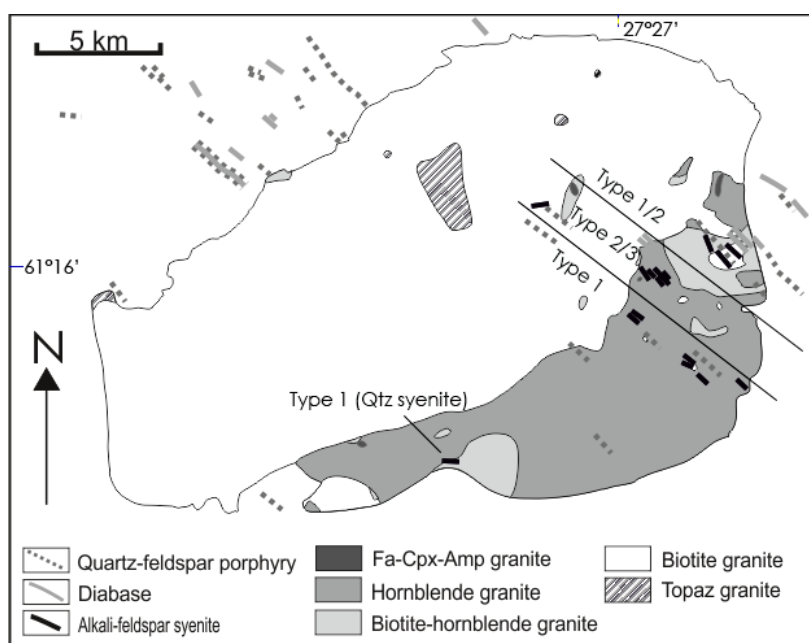 5 km
27°27’
Type 1/2
Type 2/3
Type 1
61°16’
N
Type 1 (Qtz syenite)
Quartz-feldspar porphyry
Diabase
Alkali-feldspar syenite
Fa-Cpx-Amp granite
Hornblende granite
Biotite-hornblende granite
Biotite granite
Topaz granite